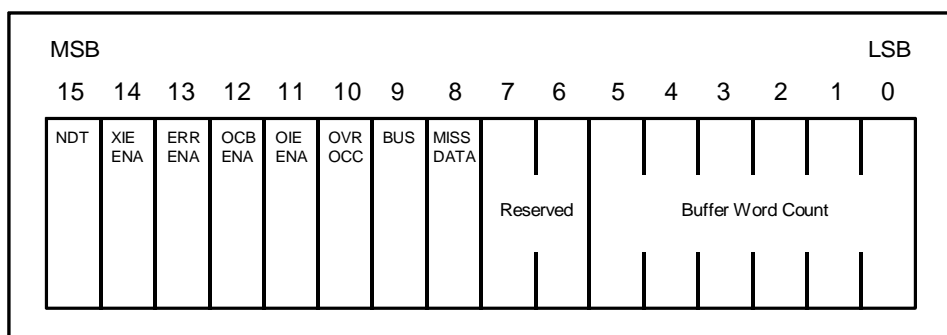 MSB LSB
15 14 13 12 11 10 9 8 7 6 5 4 3 2 1 0
NDT XIE ERR OCB OIE OVR BUS MISS
ENA ENA ENA ENA OCC DATA
Reserved Buffer Word Count